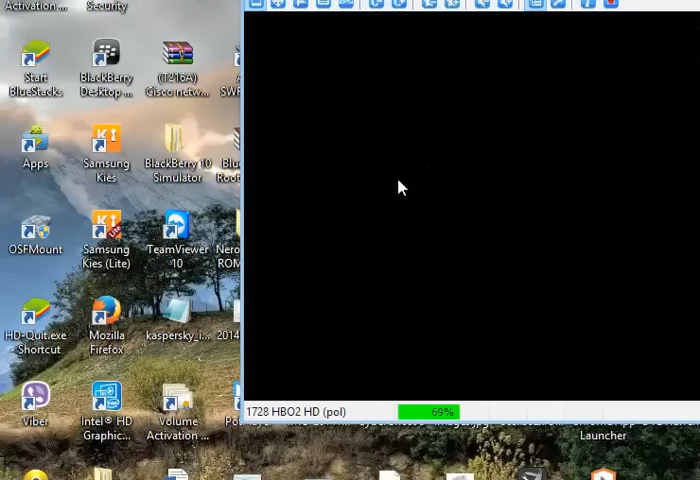 Activation ...
Security
Start
BlueStacks
BlackBerry
Desktop ...
(T216A)
Cisco netw...
Apps
Samsung
Kies
BlackBerry 10
Simulator
OSFMount
Samsung
Kies (Lite)
TeamViewer
10
HD-Quit.exe
Shortcut
Mozilla
Firefox
kaspersky_i...
2014
Viber
Intel® HD
Graphic...
Volume
Activation ...
1728 HBO2 HD (pol)
69%
Launcher